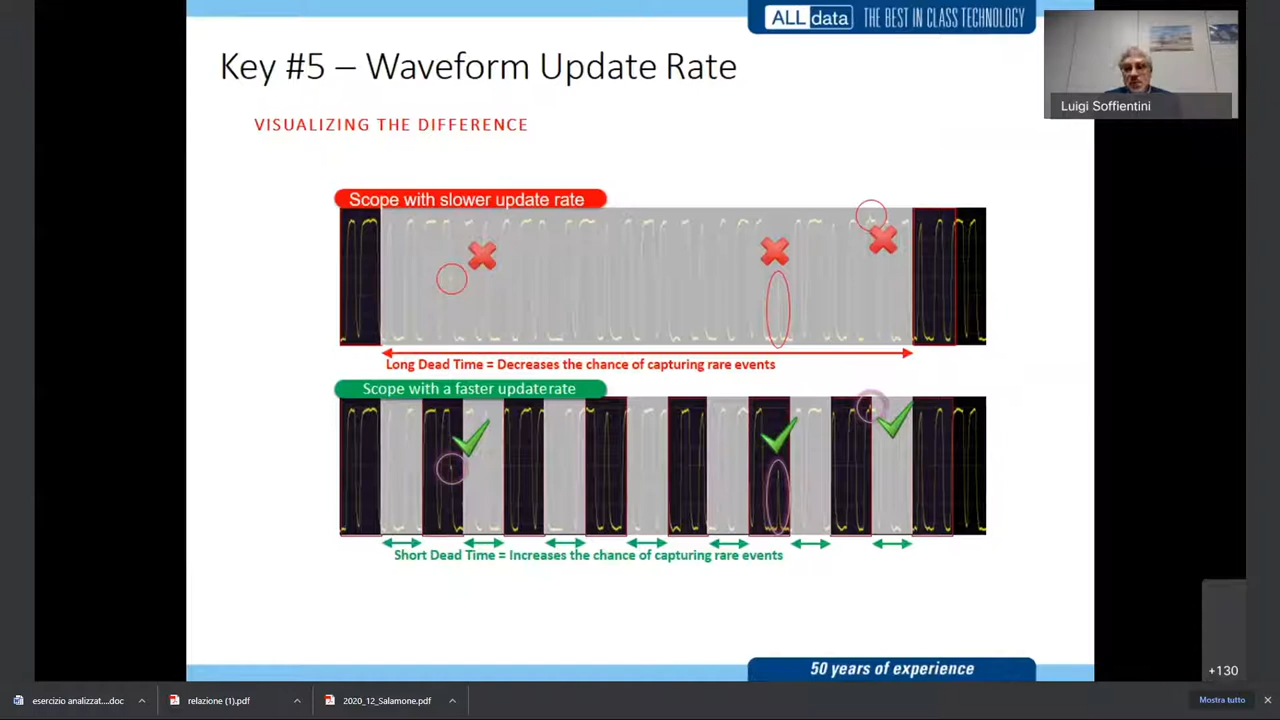 ALLdata THE BEST IN CLASS TECHNOLOGY
Key #5 – Waveform Update Rate
VISUALIZING THE DIFFERENCE
Luigi Soffientini
Scope with slower update rate
Long Dead Time = Decreases the chance of capturing rare events
Scope with a faster update rate
Short Dead Time = Increases the chance of capturing rare events
+130
50 years of experience
esercizio analizzat....doc
relazione (1).pdf
2020_12_Salamone.pdf
Mostra tutto